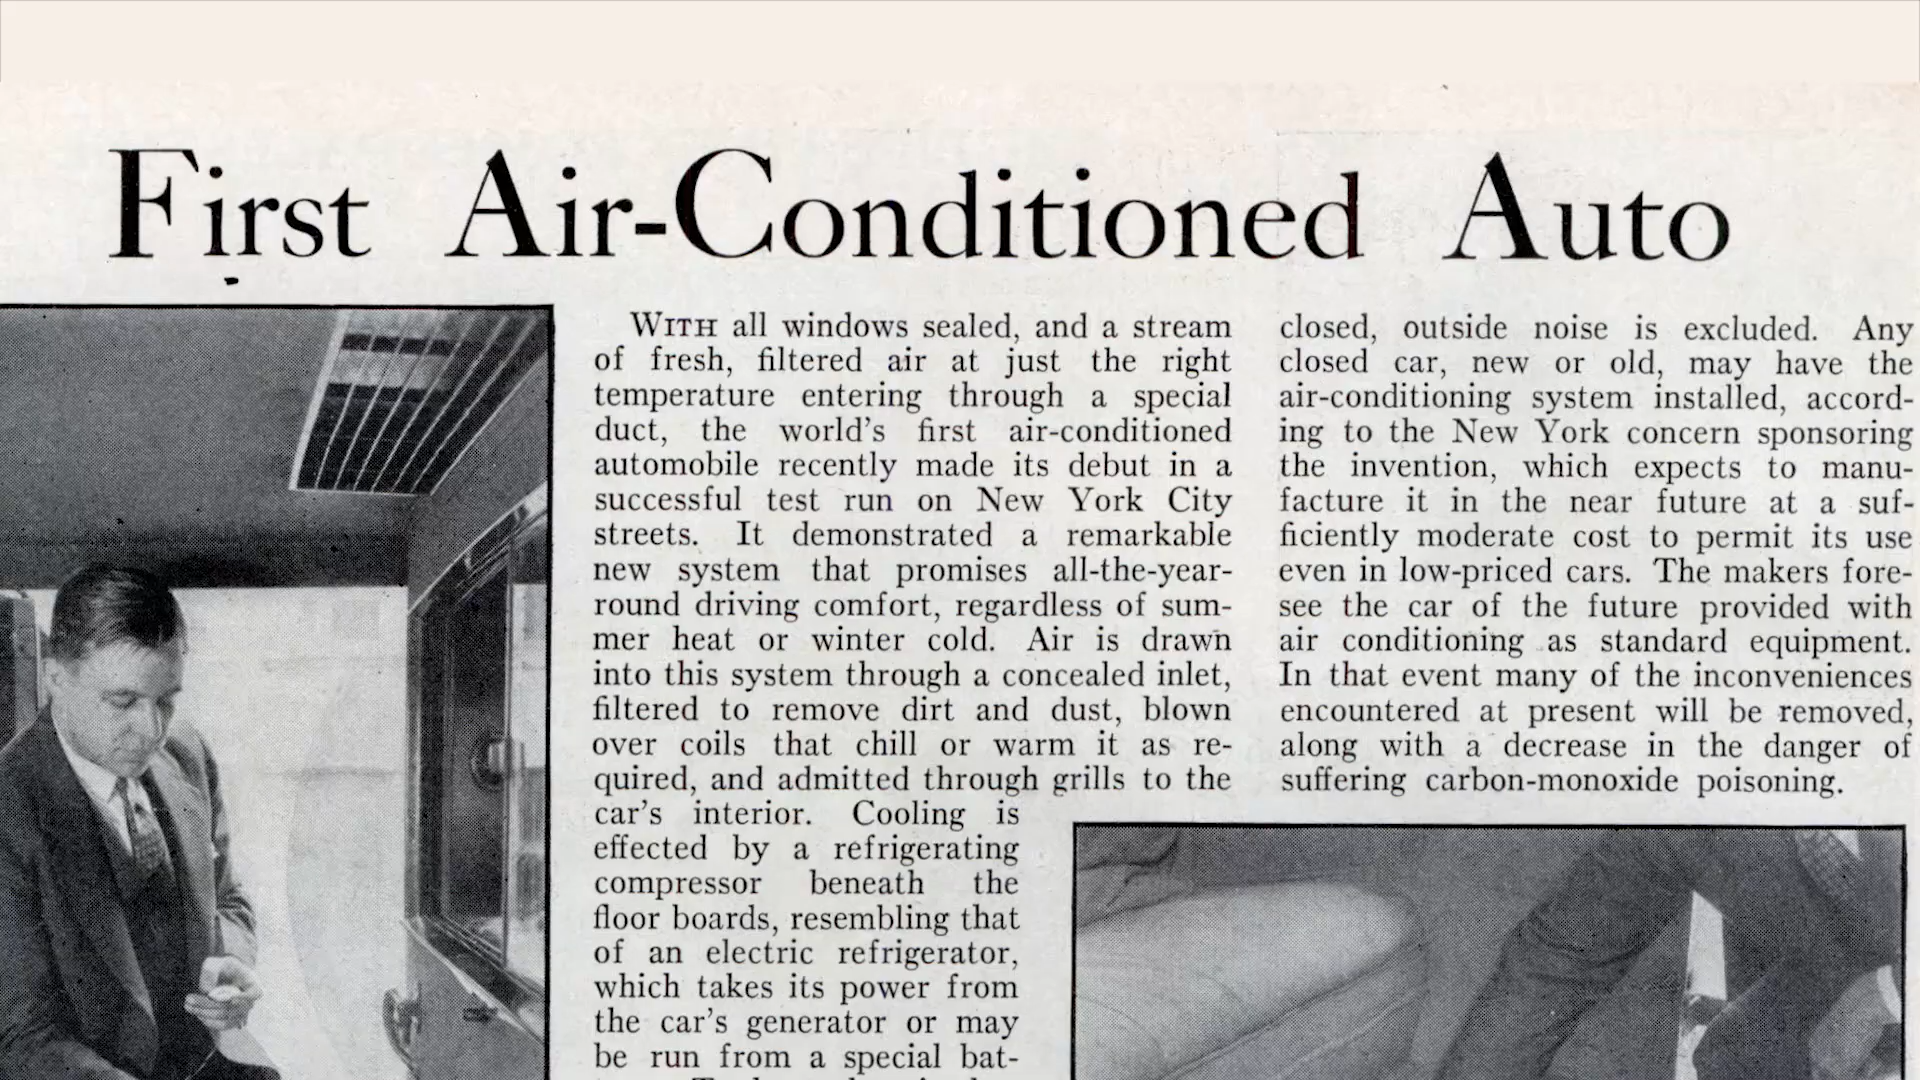 First Air-Conditioned Auto
WITH all windows sealed, and a stream
of fresh, filtered air at just the right
temperature entering through a special
duct, the world's first air-conditioned
automobile recently made its debut in a
successful test run on New York City
streets. It demonstrated a remarkable
new system that promises all-the-year-
round driving comfort, regardless of sum-
mer heat or winter cold. Air is drawn
into this system through a concealed inlet,
filtered to remove dirt and dust, blown
over coils that chill or warm it as re-
quired, and admitted through grills to the
car's interior. Cooling is
effected by a refrigerating
compressor beneath the
floor boards, resembling that
of an electric refrigerator,
which takes its power from
the car's generator or may
be run from a special bat-
closed, outside noise is excluded. Any
closed car, new or old, may have the
air-conditioning system installed, accord-
ing to the New York concern sponsoring
the invention, which expects to manu-
facture it in the near future at a suf-
ficiently moderate cost to permit its use
even in low-priced cars. The makers fore-
see the car of the future provided with
air conditioning as standard equipment.
In that event many of the inconveniences
encountered at present will be removed,
along with a decrease in the danger of
suffering carbon-monoxide poisoning.